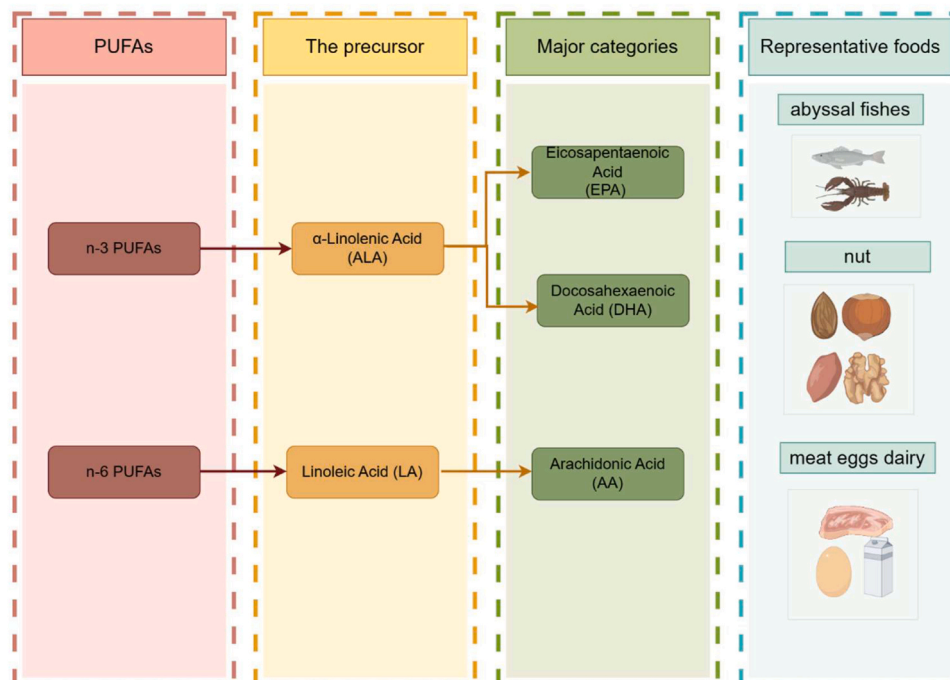 PUFAs
The precursor
Major categories
Representative foods
abyssal fishes
Eicosapentaenoic
Acid
(EPA)
n-3 PUFAs
α-Linolenic Acid
(ALA)
nut
Docosahexaenoic
Acid (DHA)
n-6 PUFAs
Linoleic Acid (LA)
Arachidonic Acid
(AA)
meat eggs dairy